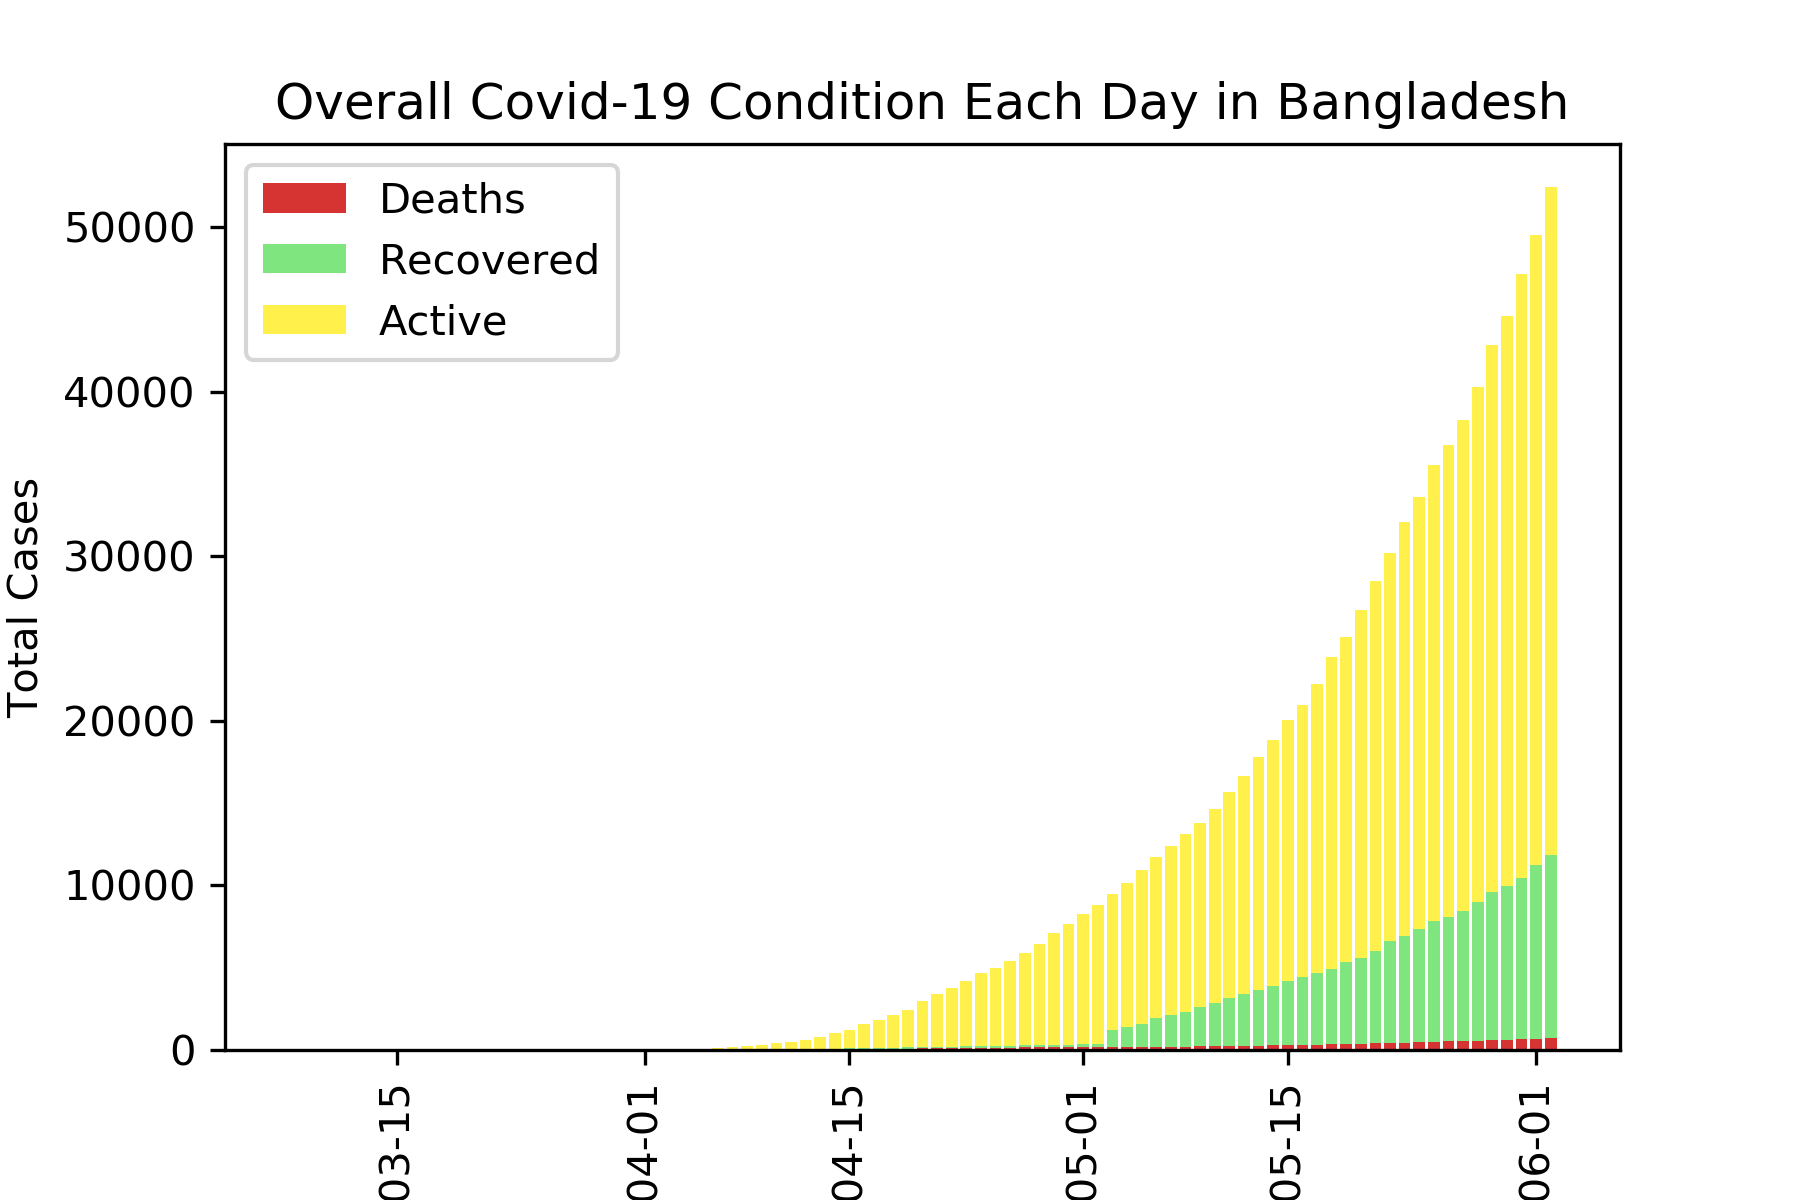 Overall Covid-19 Condition Each Day in Bangladesh
Deaths
Recovered
Active
Total Cases
50000
40000
30000
20000
10000
0
03-15
04-01
04-15
05-01
05-15
06-01